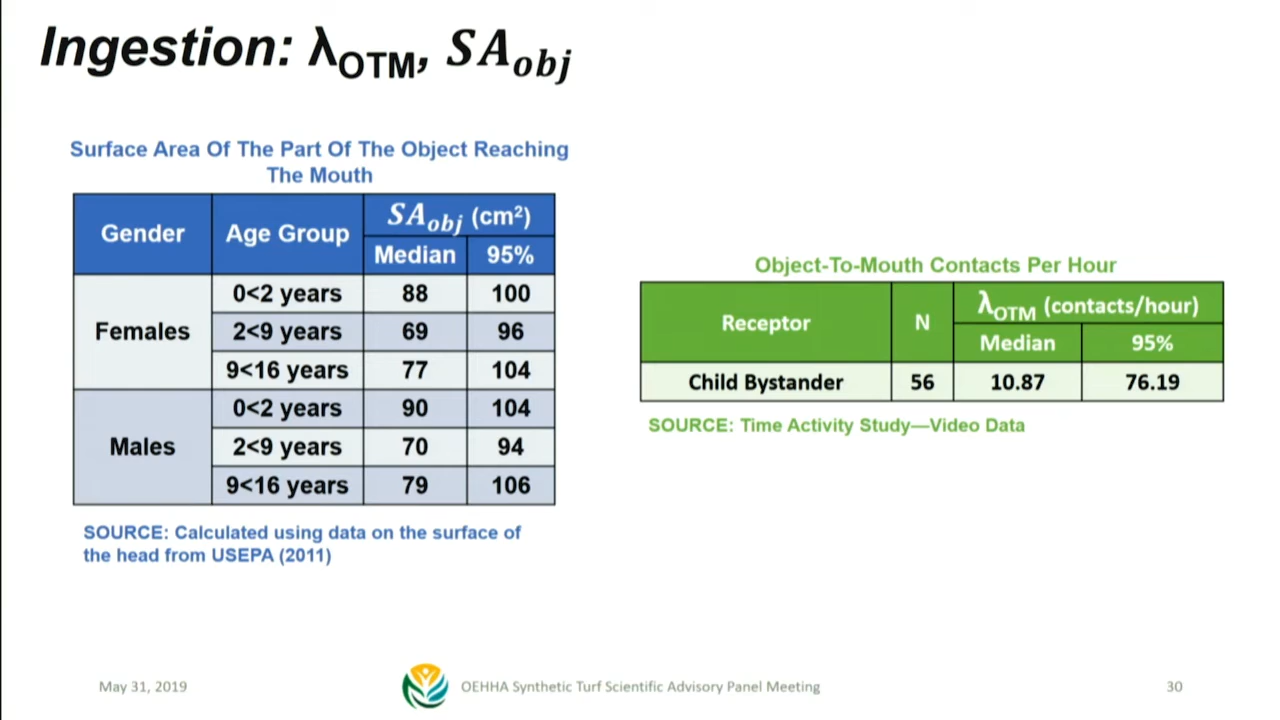 Ingestion: λOTM, SAobj
Surface Area Of The Part Of The Object Reaching
The Mouth
Gender Age Group SAobj (cm²)
Median 95%
Females 0<2 years 88 100
2<9 years 69 96
9<16 years 77 104
Males 0<2 years 90 104
2<9 years 70 94
9<16 years 79 106
SOURCE: Calculated using data on the surface of
the head from USEPA (2011)
Object-To-Mouth Contacts Per Hour
Receptor N λOTM (contacts/hour)
Median 95%
Child Bystander 56 10.87 76.19
SOURCE: Time Activity Study—Video Data
May 31, 2019 OEHHA Synthetic Turf Scientific Advisory Panel Meeting 30